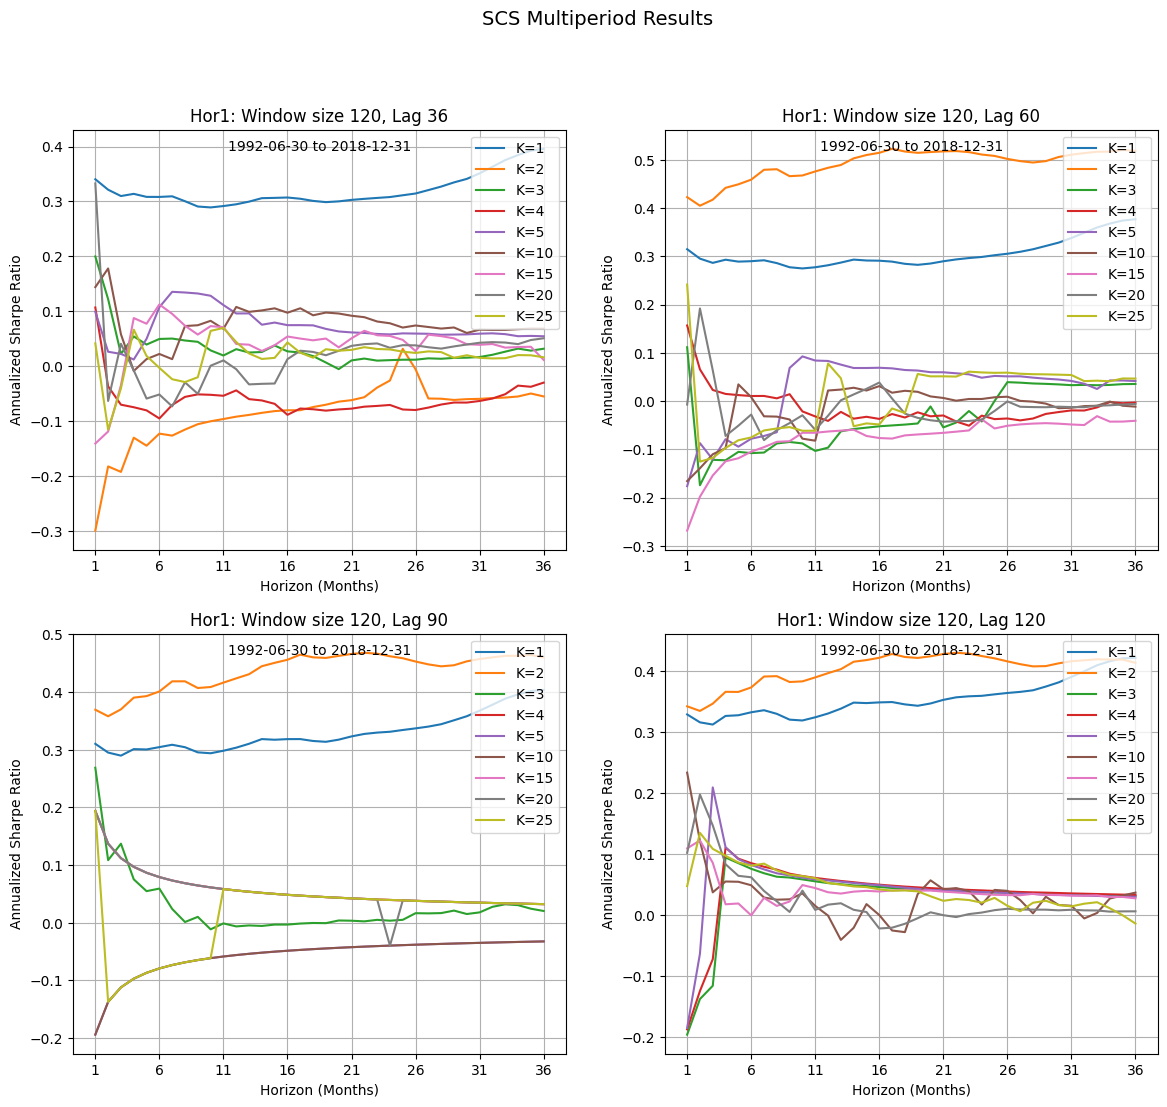 SCS Multiperiod Results
Hor1: Window size 120, Lag 36
1992-06-30 to 2018-12-31
K=1
K=2
K=3
K=4
K=5
K=10
K=15
K=20
K=25
0.4
0.3
0.2
0.1
0.0
−0.1
−0.2
−0.3
Annualized Sharpe Ratio
1 6 11 16 21 26 31 36
Horizon (Months)
Hor1: Window size 120, Lag 60
1992-06-30 to 2018-12-31
K=1
K=2
K=3
K=4
K=5
K=10
K=15
K=20
K=25
0.5
0.4
0.3
0.2
0.1
0.0
−0.1
−0.2
−0.3
Annualized Sharpe Ratio
1 6 11 16 21 26 31 36
Horizon (Months)
Hor1: Window size 120, Lag 90
1992-06-30 to 2018-12-31
K=1
K=2
K=3
K=4
K=5
K=10
K=15
K=20
K=25
0.5
0.4
0.3
0.2
0.1
0.0
−0.1
−0.2
Annualized Sharpe Ratio
1 6 11 16 21 26 31 36
Horizon (Months)
Hor1: Window size 120, Lag 120
1992-06-30 to 2018-12-31
K=1
K=2
K=3
K=4
K=5
K=10
K=15
K=20
K=25
0.4
0.3
0.2
0.1
0.0
−0.1
−0.2
Annualized Sharpe Ratio
1 6 11 16 21 26 31 36
Horizon (Months)